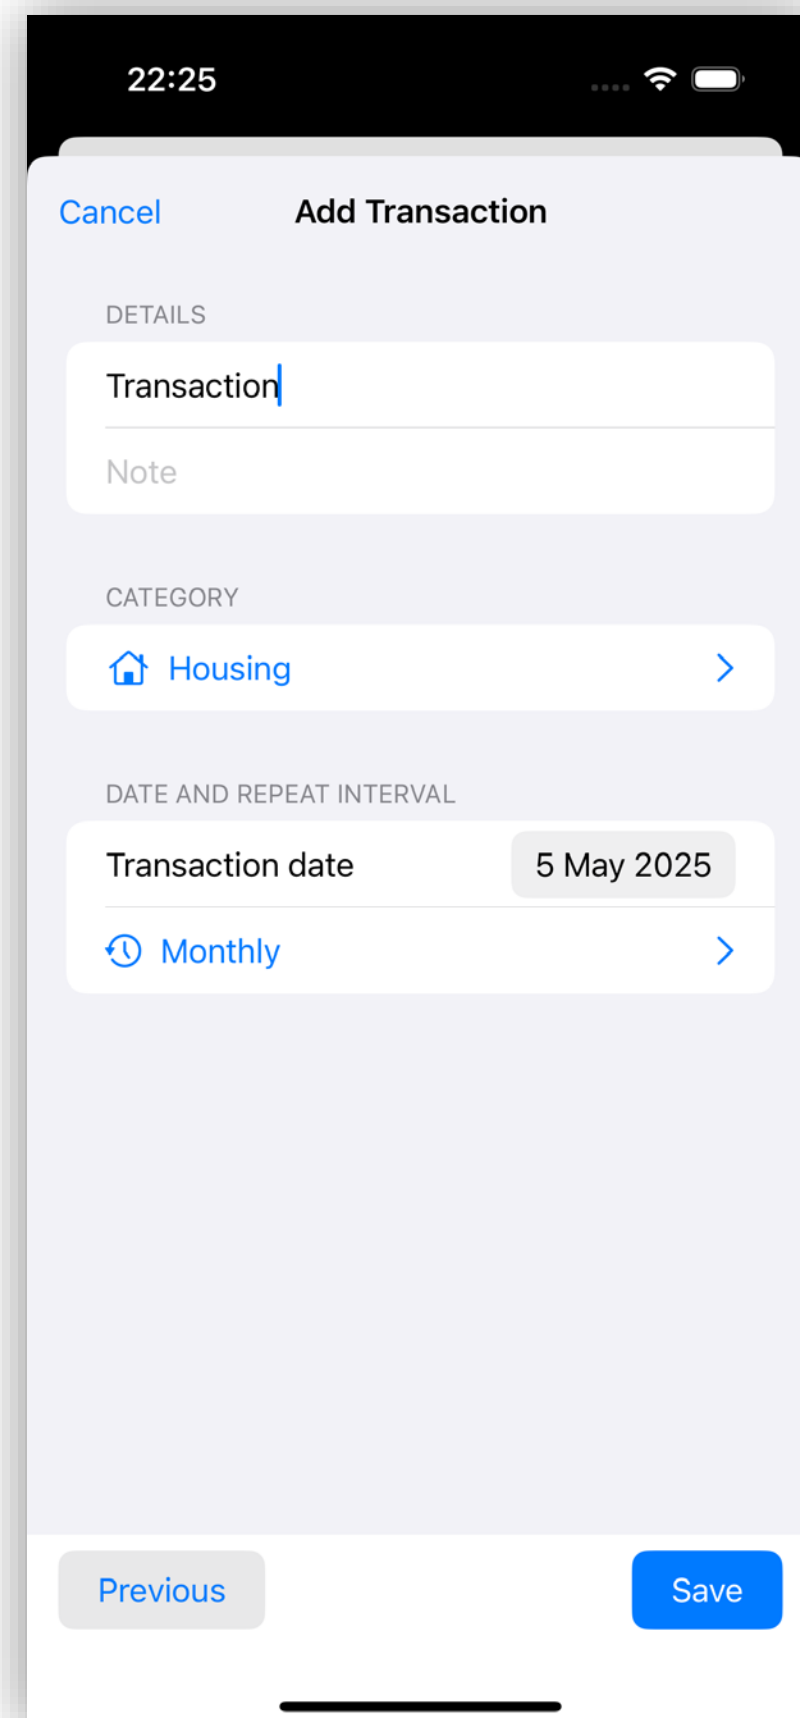 22:25
Cancel
Add Transaction
DETAILS
Transaction
Note
CATEGORY
Housing
DATE AND REPEAT INTERVAL
Transaction date 5 May 2025
Monthly
Previous
Save